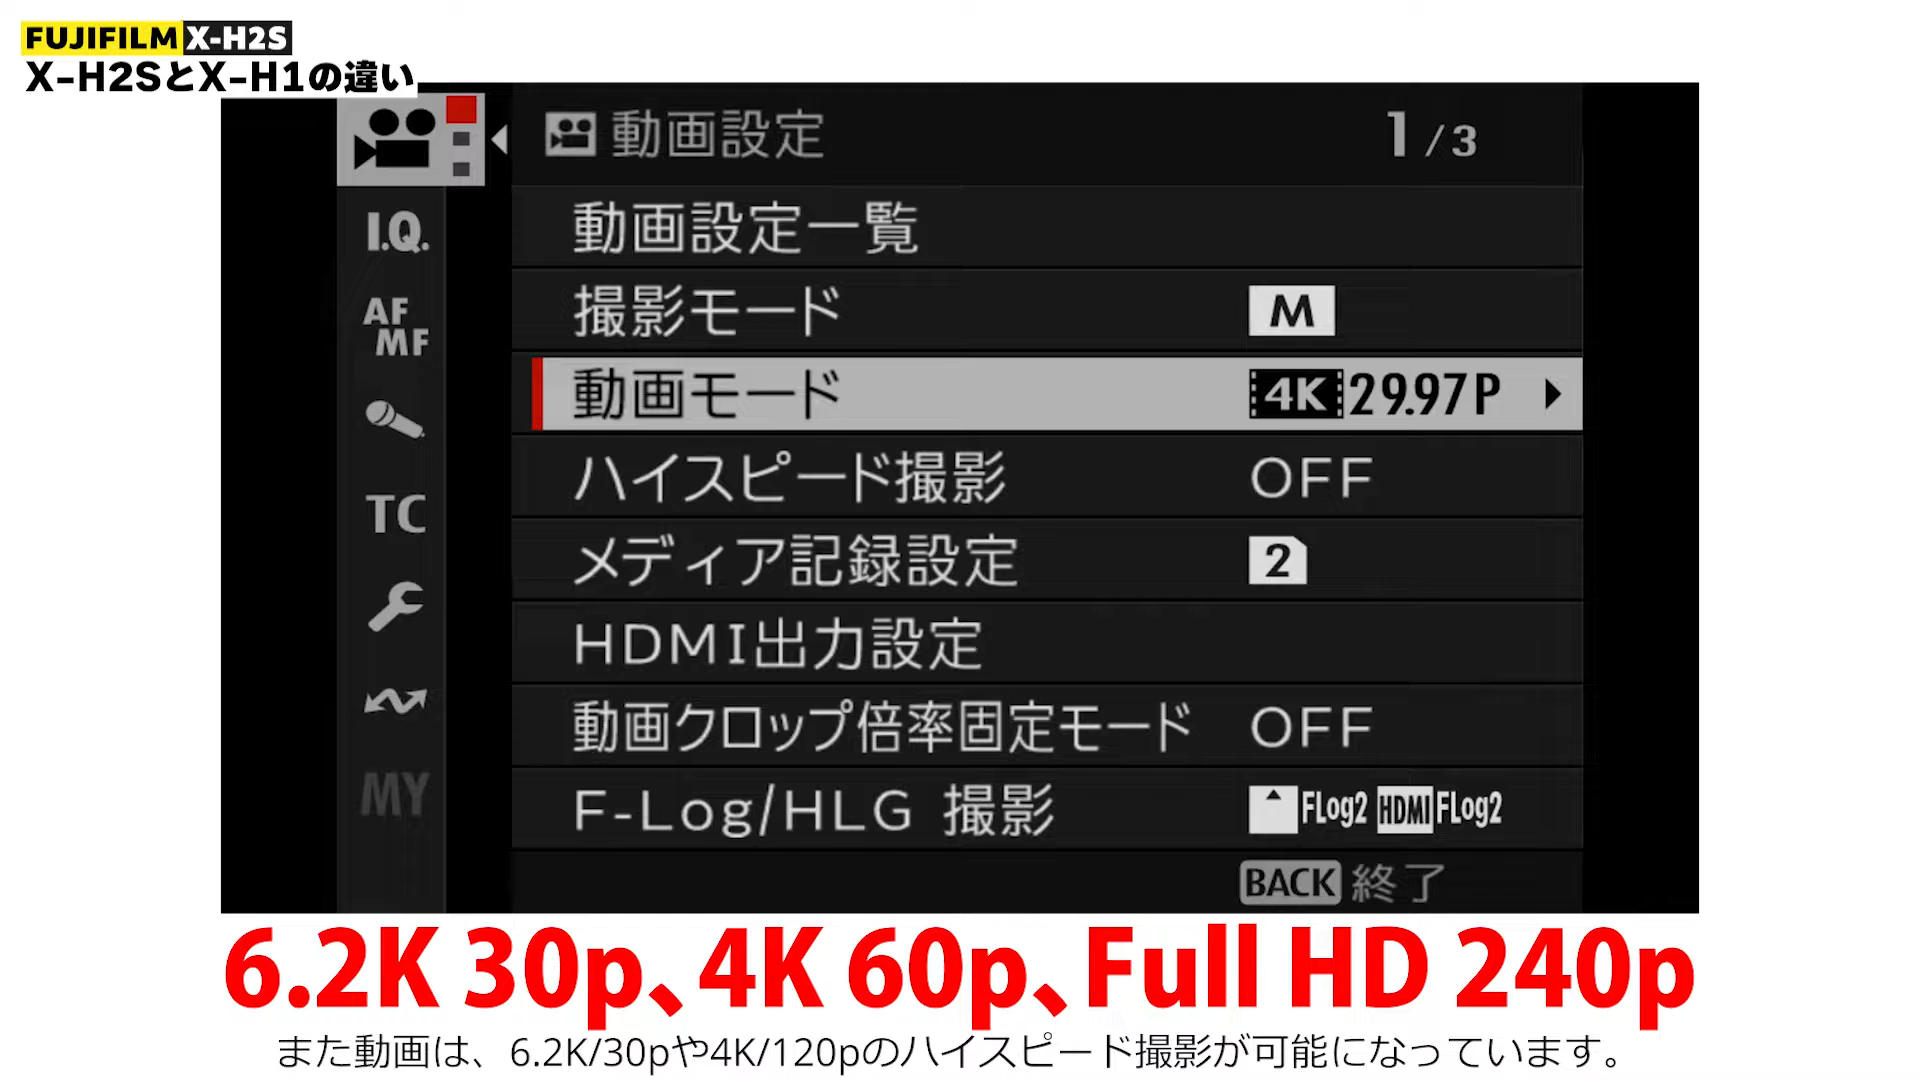 FUJIFILM X-H2S
X-H2SとX-H1の違い
動画設定 1/3
I.Q.
動画設定一覧
AF
MF
撮影モード M
動画モード 4K 29.97P
ハイスピード撮影 OFF
TC
メディア記録設定 2
HDMI出力設定
動画クロップ倍率固定モード OFF
MY
F-Log/HLG 撮影 FLog2 HDMI FLog2
BACK 終了
6.2K 30p、4K 60p、Full HD 240p
また動画は、6.2K/30pや4K/120pのハイスピード撮影が可能になっています。